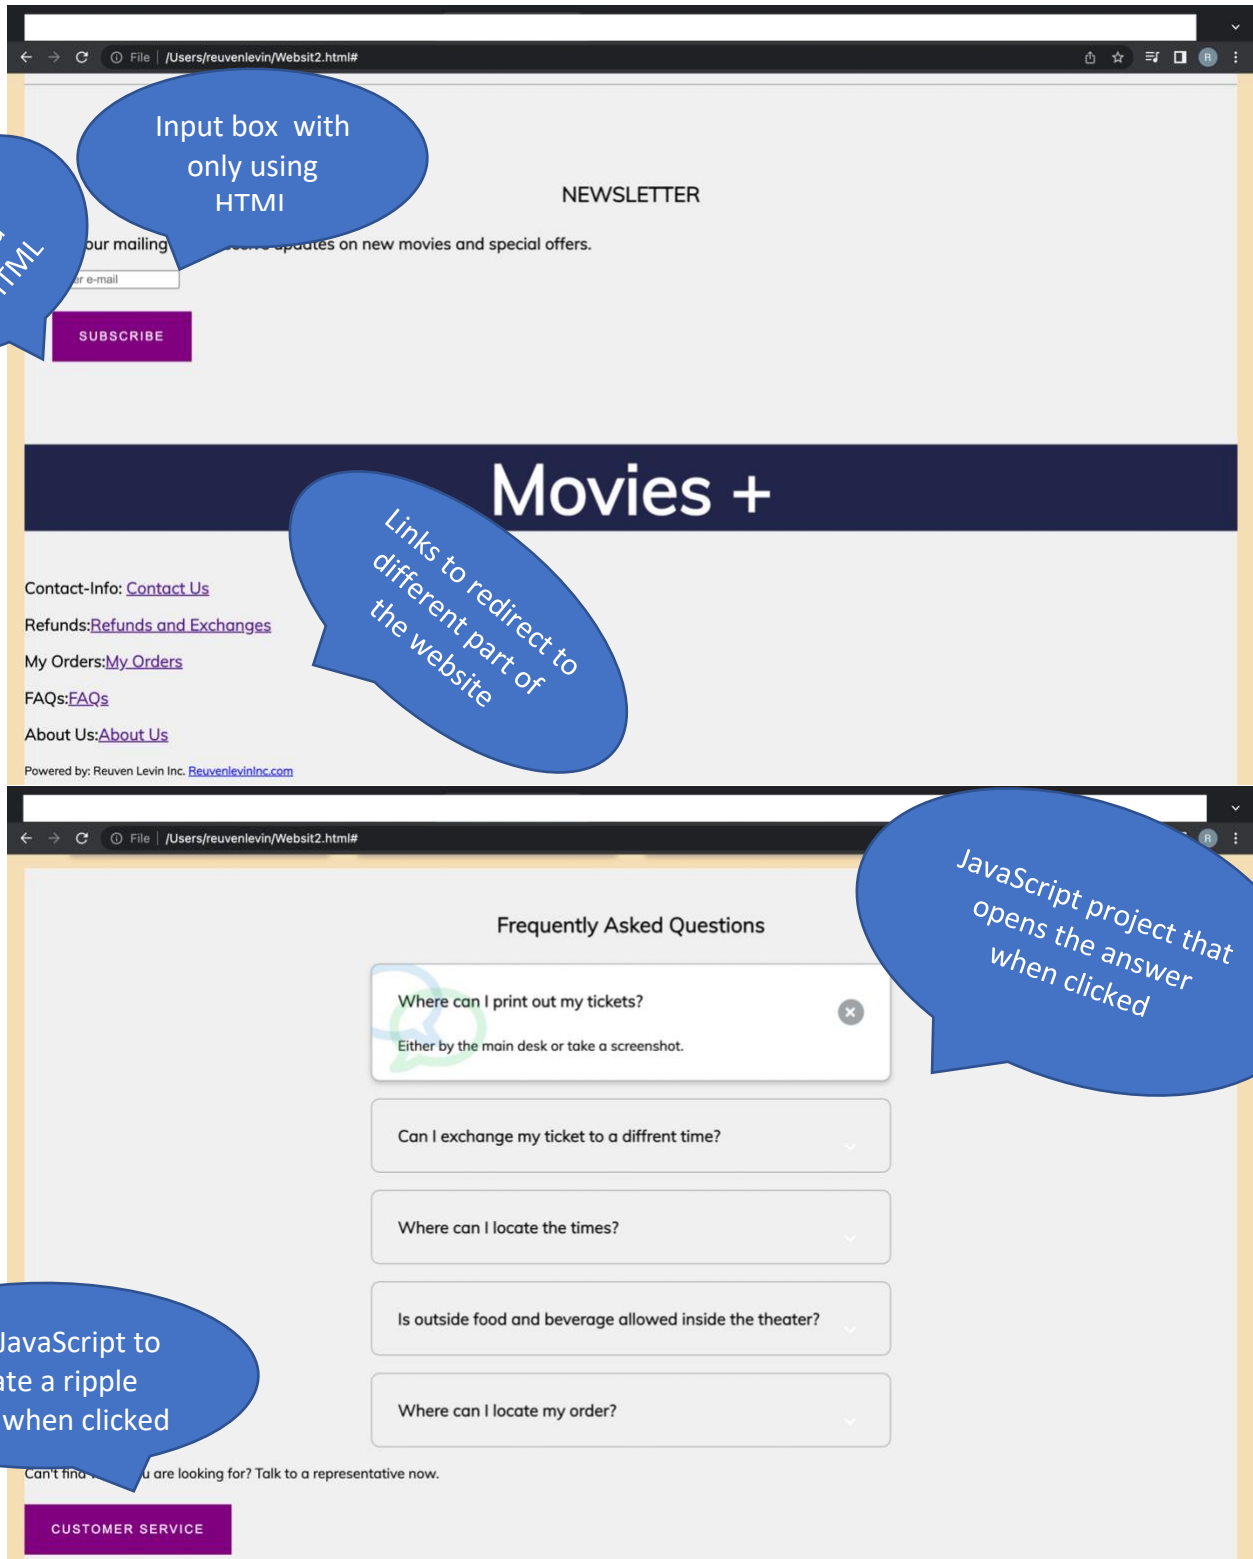 File | /Users/reuvenlevin/Websit2.html#
R
Input box with
only using
HTML
HTML
NEWSLETTER
our mailing updates on new movies and special offers.
e-mail
SUBSCRIBE
Movies +
Links to redirect to
different part of
the website
Contact-Info: Contact Us
Refunds:Refunds and Exchanges
My Orders:My Orders
FAQs:FAQs
About Us:About Us
Powered by: Reuven Levin Inc. ReuvenlevinInc.com
File | /Users/reuvenlevin/Websit2.html#
R
JavaScript project that
opens the answer
when clicked
Frequently Asked Questions
Where can I print out my tickets?
Either by the main desk or take a screenshot.
Can I exchange my ticket to a diffrent time?
Where can I locate the times?
Is outside food and beverage allowed inside the theater?
Where can I locate my order?
JavaScript to
ate a ripple
when clicked
Can't find u are looking for? Talk to a representative now.
CUSTOMER SERVICE